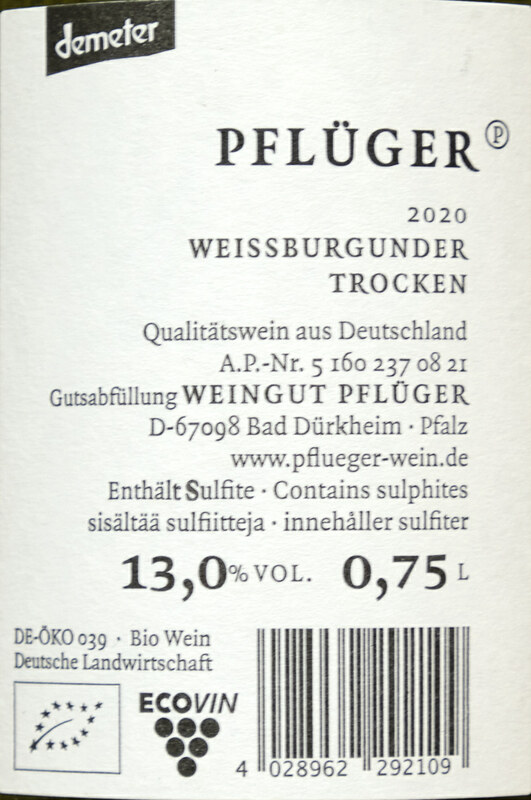 demeter
PFLÜGER Ⓟ
2020
WEISSBURGUNDER
TROCKEN
Qualitätswein aus Deutschland
A.P.-Nr. 5 160 237 08 21
Gutsabfüllung WEINGUT PFLÜGER
D-67098 Bad Dürkheim · Pfalz
www.pflueger-wein.de
Enthält Sulfite · Contains sulphites
sisältää sulfiitteja · innehåller sulfiter
13,0% VOL. 0,75 L
DE-ÖKO 039 · Bio Wein
Deutsche Landwirtschaft
ECOVIN
4 028962 292109